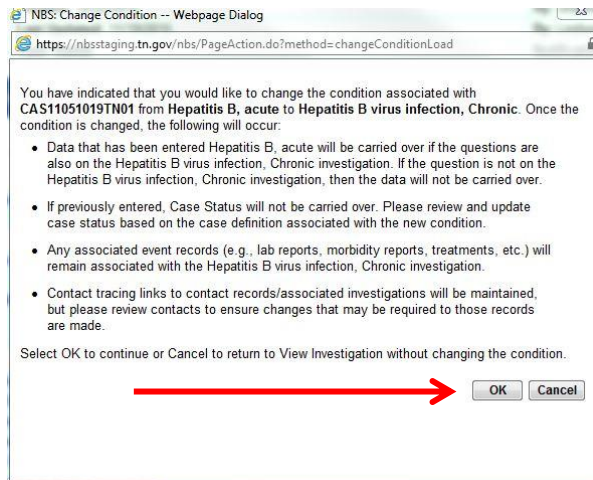 NBS: Change Condition -- Webpage Dialog
https://nbsstaging.tn.gov/nbs/PageAction.do?method=changeConditionLoad
You have indicated that you would like to change the condition associated with
CAS11051019TN01 from Hepatitis B, acute to Hepatitis B virus infection, Chronic. Once the
condition is changed, the following will occur:
• Data that has been entered Hepatitis B, acute will be carried over if the questions are
also on the Hepatitis B virus infection, Chronic investigation. If the question is not on the
Hepatitis B virus infection, Chronic investigation, then the data will not be carried over.
• If previously entered, Case Status will not be carried over. Please review and update
case status based on the case definition associated with the new condition.
• Any associated event records (e.g., lab reports, morbidity reports, treatments, etc.) will
remain associated with the Hepatitis B virus infection, Chronic investigation.
• Contact tracing links to contact records/associated investigations will be maintained,
but please review contacts to ensure changes that may be required to those records
are made.
Select OK to continue or Cancel to return to View Investigation without changing the condition.
OK Cancel